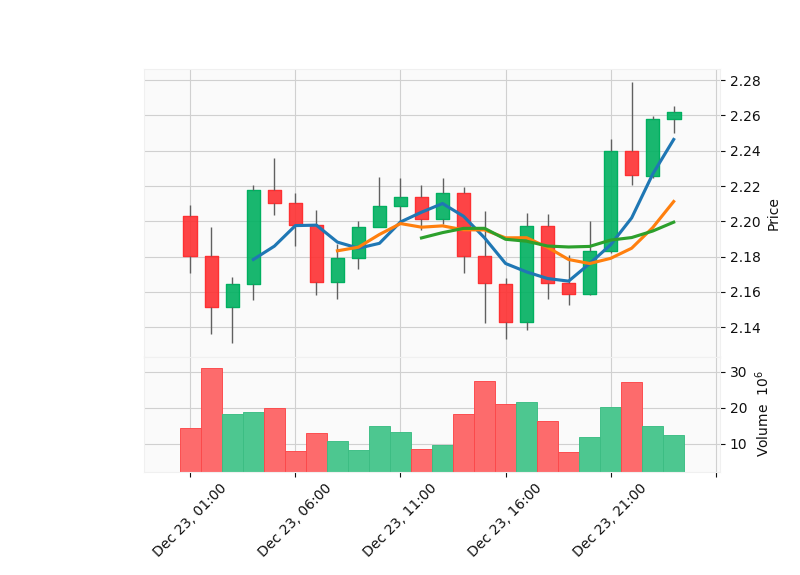 2.28
2.26
2.24
2.22
2.20
2.18
2.16
2.14
Price
30
20
10
Volume 10⁶
Dec 23, 01:00
Dec 23, 06:00
Dec 23, 11:00
Dec 23, 16:00
Dec 23, 21:00